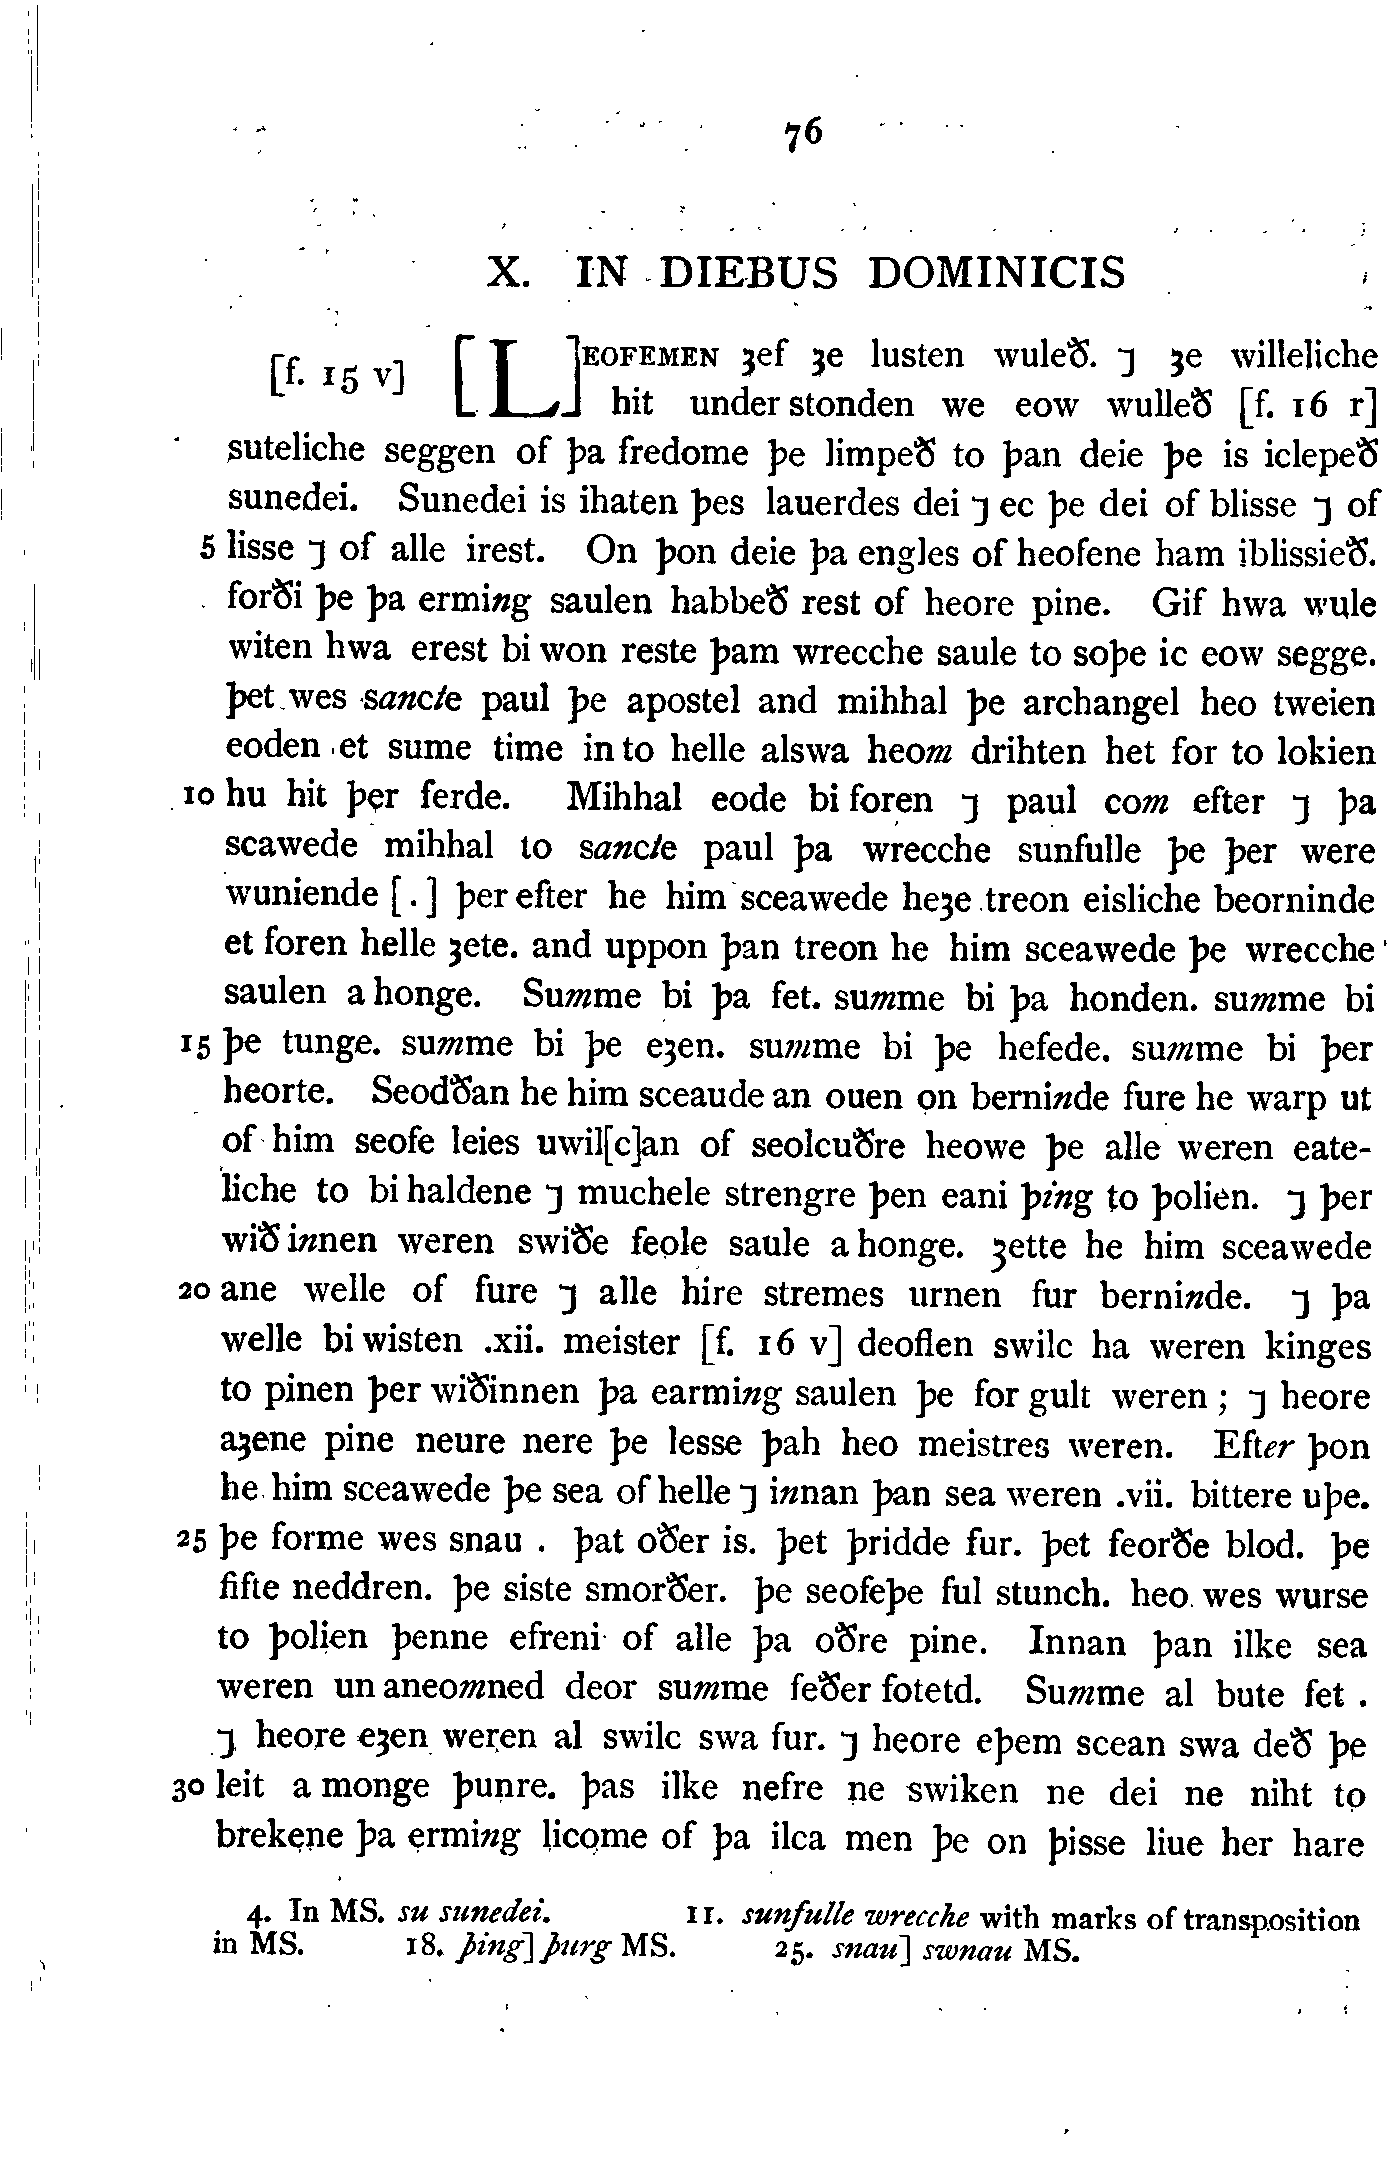 76
X. IN DIEBUS DOMINICIS
[f. 15 v] [L]EOFEMEN ȝef ȝe lusten wuleð. ⁊ ȝe willeliche
hit under stonden we eow wulleð [f. 16 r]
suteliche seggen of þa fredome þe limpeð to þan deie þe is iclepeð
sunedei. Sunedei is ihaten þes lauerdes dei ⁊ ec þe dei of blisse ⁊ of
5 lisse ⁊ of alle irest. On þon deie þa engles of heofene ham iblissieð.
forði þe þa erming saulen habbeð rest of heore pine. Gif hwa wule
witen hwa erest bi won reste þam wrecche saule to soþe ic eow segge.
þet wes sancte paul þe apostel and mihhal þe archangel heo tweien
eoden et sume time in to helle alswa heom drihten het for to lokien
10 hu hit þer ferde. Mihhal eode bi foren ⁊ paul com efter ⁊ þa
scawede mihhal to sancte paul þa wrecche sunfulle þe þer were
wuniende [.] þer efter he him sceawede heȝe treon eisliche beorninde
et foren helle ȝete. and uppon þan treon he him sceawede þe wrecche
saulen a honge. Summe bi þa fet. summe bi þa honden. summe bi
15 þe tunge. summe bi þe eȝen. summe bi þe hefede. summe bi þer
heorte. Seodðan he him sceaude an ouen on berninde fure he warp ut
of him seofe leies uwil[c]an of seolcuðre heowe þe alle weren eate-
liche to bi haldene ⁊ muchele strengre þen eani þing to þolien. ⁊ þer
wið innen weren swiðe feole saule a honge. ȝette he him sceawede
20 ane welle of fure ⁊ alle hire stremes urnen fur berninde. ⁊ þa
welle bi wisten .xii. meister [f. 16 v] deoflen swilc ha weren kinges
to pinen þer wiðinnen þa earming saulen þe for gult weren ; ⁊ heore
aȝene pine neure nere þe lesse þah heo meistres weren. Efter þon
he him sceawede þe sea of helle ⁊ innan þan sea weren .vii. bittere uþe.
25 þe forme wes snau . þat oðer is. þet þridde fur. þet feorðe blod. þe
fifte neddren. þe siste smorðer. þe seofeþe ful stunch. heo wes wurse
to þolien þenne efreni of alle þa oðre pine. Innan þan ilke sea
weren un aneomned deor summe feðer fotetd. Summe al bute fet .
⁊ heore eȝen weren al swilc swa fur. ⁊ heore eþem scean swa deð þe
30 leit a monge þunre. þas ilke nefre ne swiken ne dei ne niht to
brekene þa erming licome of þa ilca men þe on þisse liue her hare
4. In MS. su sunedei. 11. sunfulle wrecche with marks of transposition
in MS. 18. þing] þurg MS. 25. snau] swnau MS.